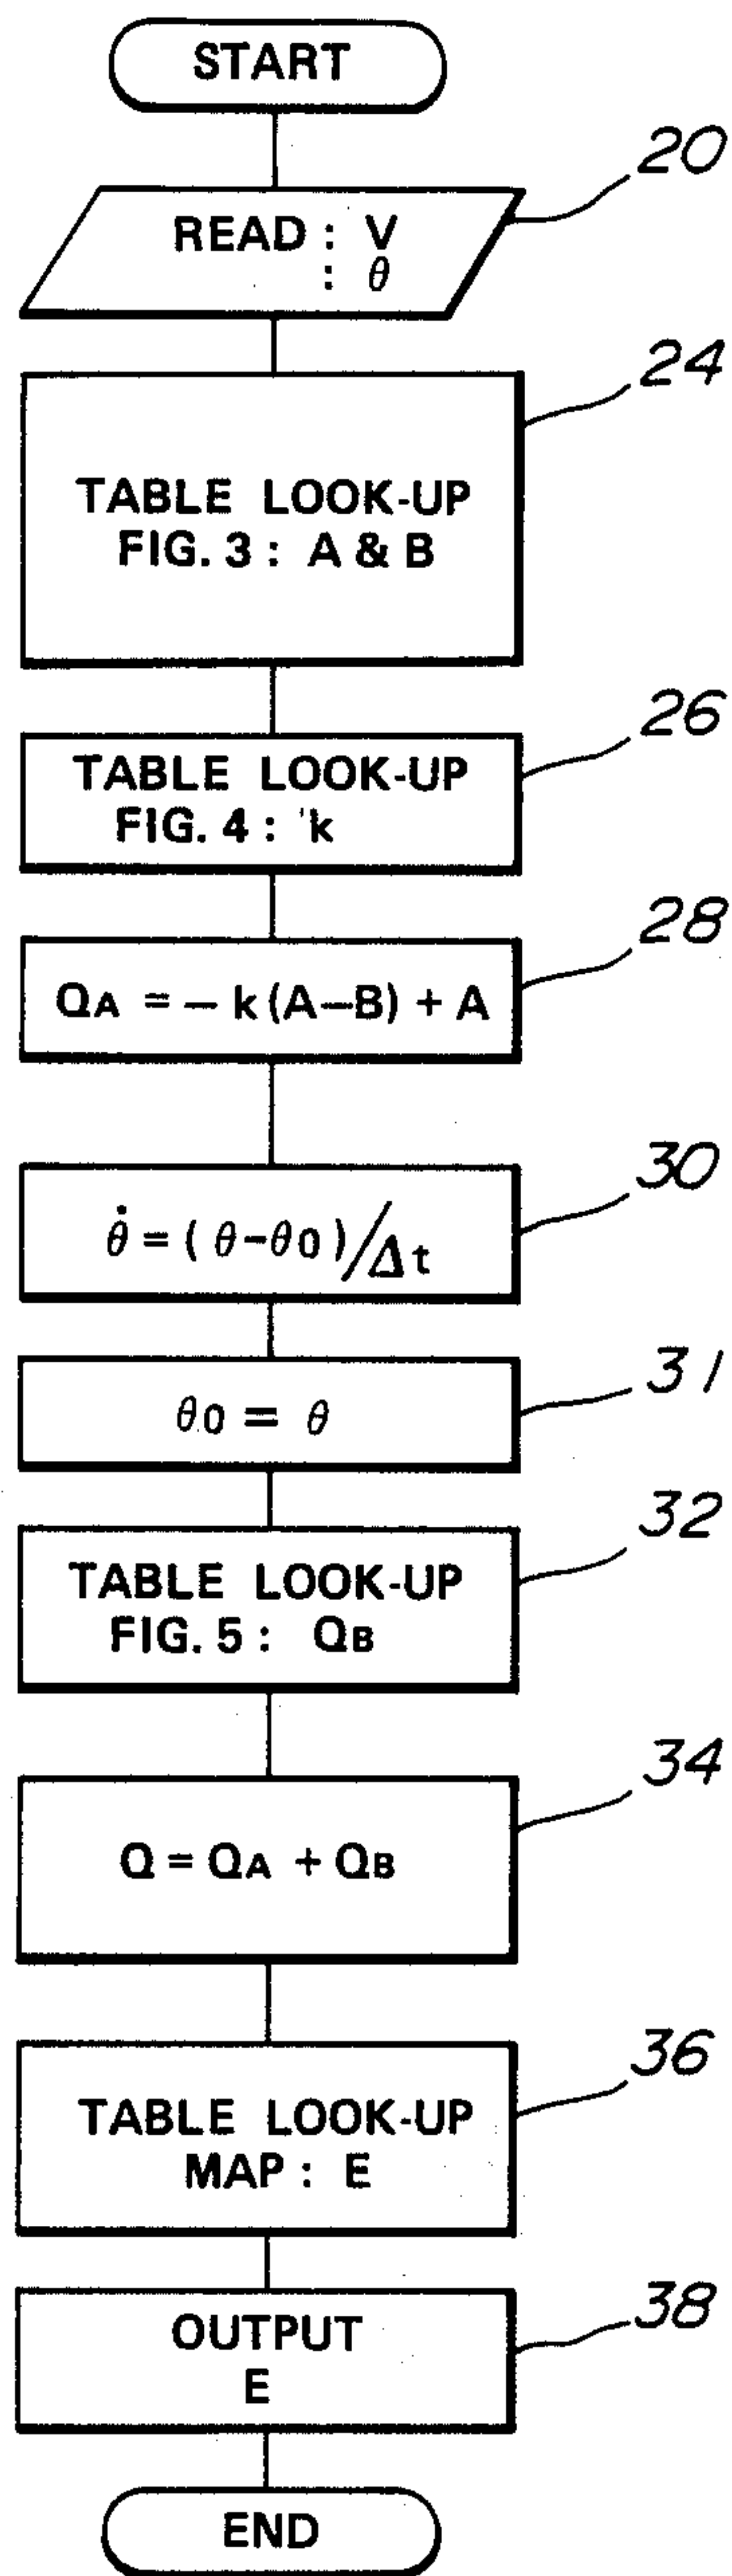 START
20
READ : V
: θ
24
TABLE LOOK-UP
FIG. 3 : A & B
26
TABLE LOOK-UP
FIG. 4 : k
28
QA = – k (A–B) + A
30
θ̇ = ( θ-θ0 )/Δt
31
θ0 = θ
32
TABLE LOOK-UP
FIG. 5 : QB
34
Q = QA + QB
36
TABLE LOOK-UP
MAP : E
38
OUTPUT
E
END